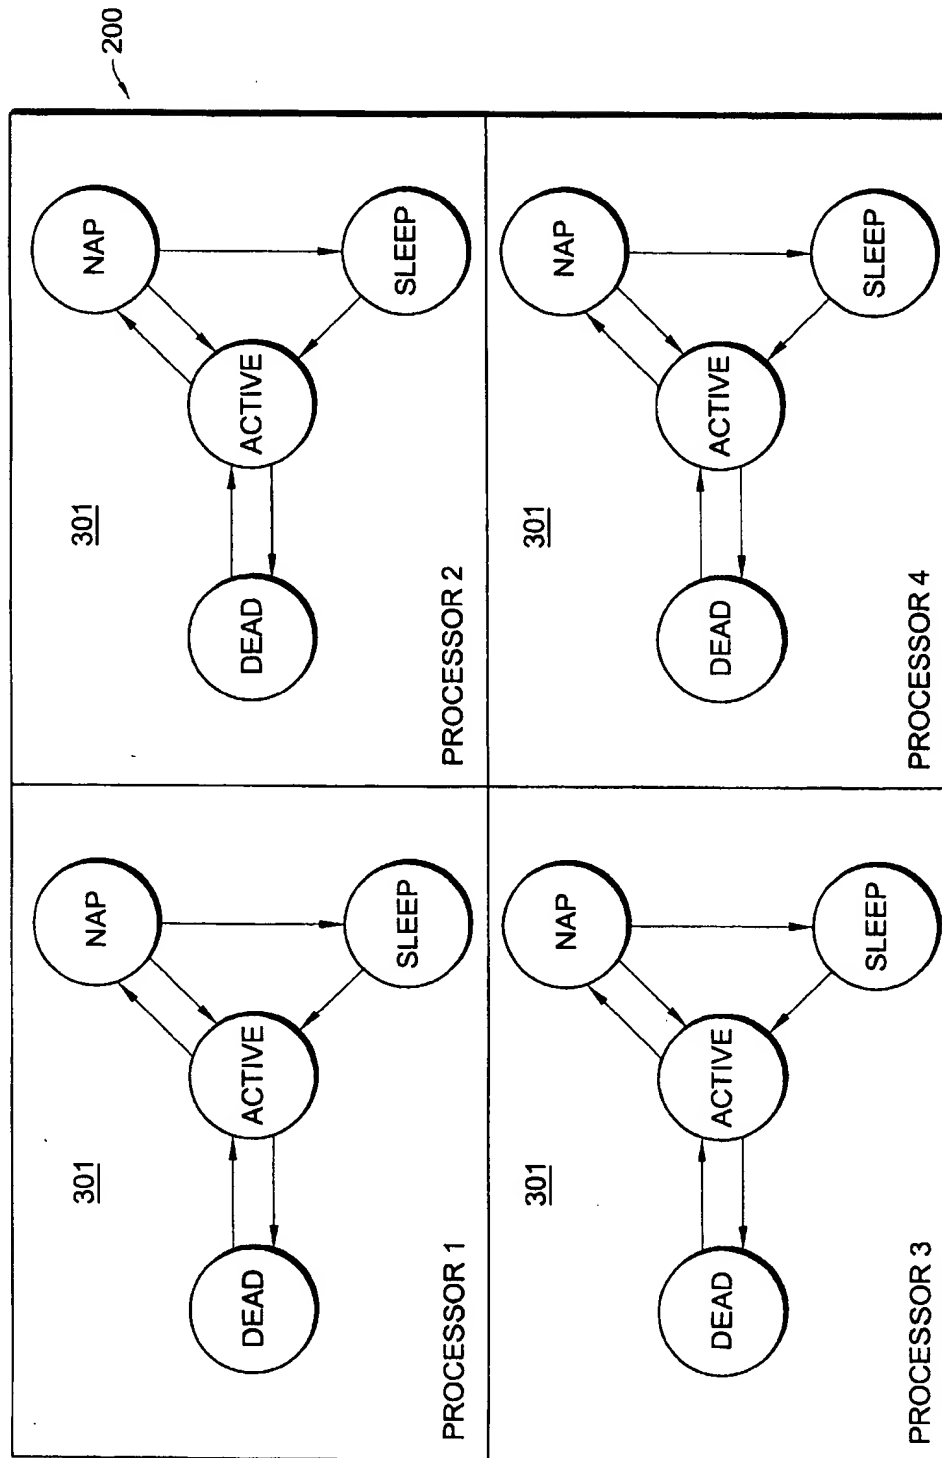 200
301
NAP
ACTIVE
DEAD
SLEEP
PROCESSOR 1
301
NAP
ACTIVE
DEAD
SLEEP
PROCESSOR 2
301
NAP
ACTIVE
DEAD
SLEEP
PROCESSOR 3
301
NAP
ACTIVE
DEAD
SLEEP
PROCESSOR 4